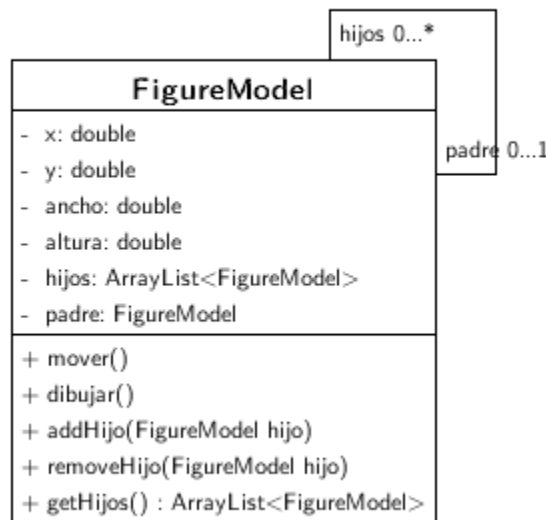 hijos 0...*
FigureModel
padre 0...1
- x: double
- y: double
- ancho: double
- altura: double
- hijos: ArrayList<FigureModel>
- padre: FigureModel
+ mover()
+ dibujar()
+ addHijo(FigureModel hijo)
+ removeHijo(FigureModel hijo)
+ getHijos() : ArrayList<FigureModel>